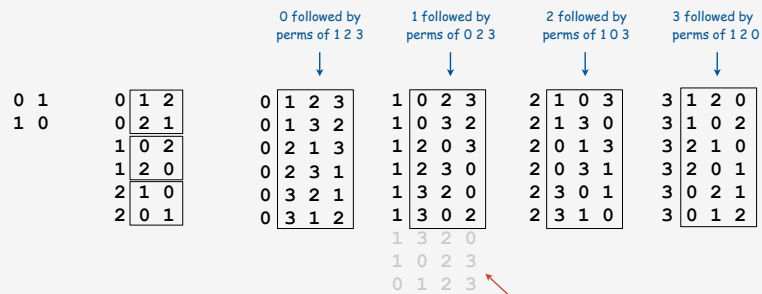 0 followed by perms of 1 2 3
1 followed by perms of 0 2 3
2 followed by perms of 1 0 3
3 followed by perms of 1 2 0
0 1
1 0
0 1 2
0 2 1
1 0 2
1 2 0
2 1 0
2 0 1
0 1 2 3
0 1 3 2
0 2 1 3
0 2 3 1
0 3 2 1
0 3 1 2
1 0 2 3
1 0 3 2
1 2 0 3
1 2 3 0
1 3 2 0
1 3 0 2
1 3 2 0
1 0 2 3
0 1 2 3
2 1 0 3
2 1 3 0
2 0 1 3
2 0 3 1
2 3 0 1
2 3 1 0
3 1 2 0
3 1 0 2
3 2 1 0
3 2 0 1
3 0 2 1
3 0 1 2